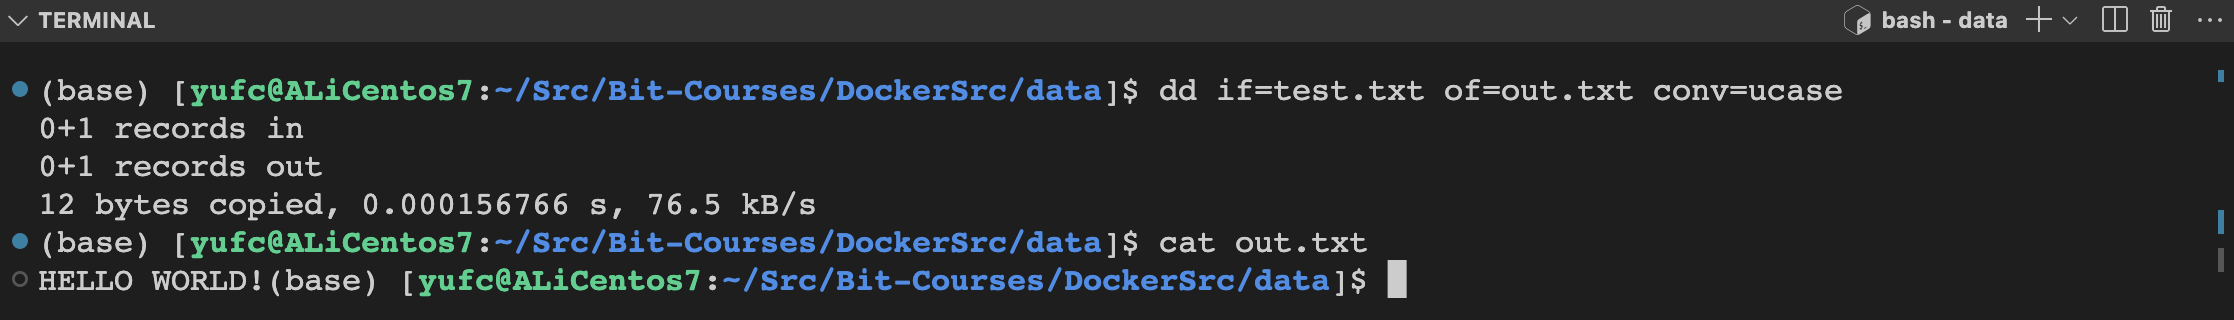 TERMINAL
bash - data
(base) [yufc@ALiCentos7:~/Src/Bit-Courses/DockerSrc/data]$ dd if=test.txt of=out.txt conv=ucase
0+1 records in
0+1 records out
12 bytes copied, 0.000156766 s, 76.5 kB/s
(base) [yufc@ALiCentos7:~/Src/Bit-Courses/DockerSrc/data]$ cat out.txt
HELLO WORLD!(base) [yufc@ALiCentos7:~/Src/Bit-Courses/DockerSrc/data]$